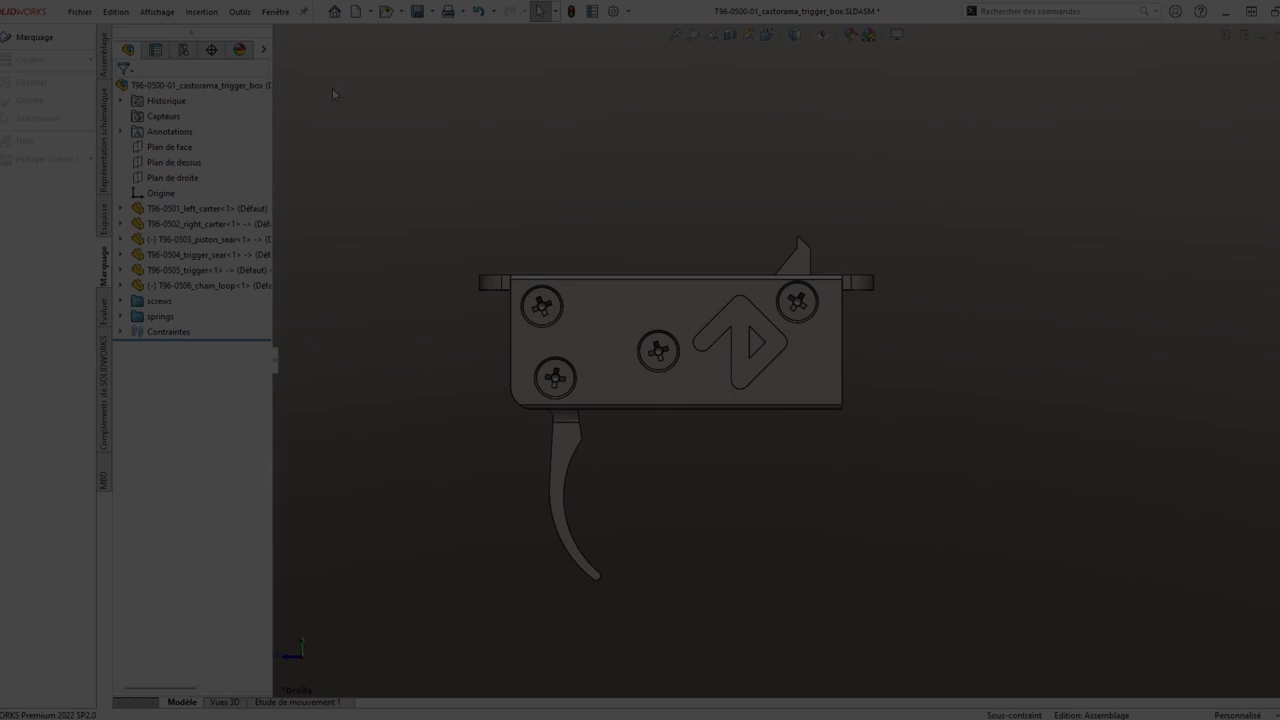 SOLIDWORKS Fichier Edition Affichage Insertion Outils Fenêtre T96-0500-01_castorama_trigger_box.SLDASM * Rechercher des commandes
Marquage
Assemblage
Représentation schématique
Esquisse
Marquage
Evaluer
Compléments de SOLIDWORKS
MBD
T96-0500-01_castorama_trigger_box (D
Historique
Capteurs
Annotations
Plan de face
Plan de dessus
Plan de droite
Origine
T96-0501_left_carter<1> (Défaut)
T96-0502_right_carter<1> -> (Déf
(-) T96-0503_piston_sear<1> -> (D
T96-0504_trigger_sear<1> -> (Déf
T96-0505_trigger<1> -> (Défaut) -
(-) T96-0506_chain_loop<1> (Défa
screws
springs
Contraintes
*Droite
Modèle Vues 3D Etude de mouvement 1
ORKS Premium 2022 SP2.0 Sous-contraint Edition: Assemblage Personnalisé